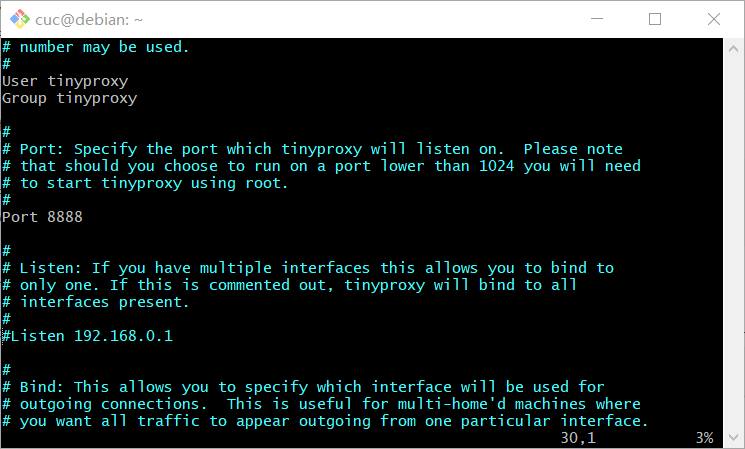 cuc@debian: ~
# number may be used.
#
User tinyproxy
Group tinyproxy
#
# Port: Specify the port which tinyproxy will listen on.  Please note
# that should you choose to run on a port lower than 1024 you will need
# to start tinyproxy using root.
#
Port 8888
#
# Listen: If you have multiple interfaces this allows you to bind to
# only one. If this is commented out, tinyproxy will bind to all
# interfaces present.
#
#Listen 192.168.0.1
#
# Bind: This allows you to specify which interface will be used for
# outgoing connections.  This is useful for multi-home'd machines where
# you want all traffic to appear outgoing from one particular interface.
30,1 3%